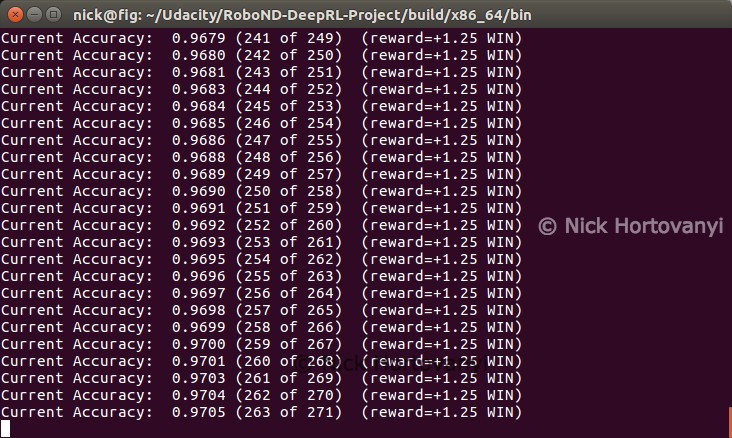 nick@fig: ~/Udacity/RoboND-DeepRL-Project/build/x86_64/bin
Current Accuracy:  0.9679 (241 of 249)  (reward=+1.25 WIN)
Current Accuracy:  0.9680 (242 of 250)  (reward=+1.25 WIN)
Current Accuracy:  0.9681 (243 of 251)  (reward=+1.25 WIN)
Current Accuracy:  0.9683 (244 of 252)  (reward=+1.25 WIN)
Current Accuracy:  0.9684 (245 of 253)  (reward=+1.25 WIN)
Current Accuracy:  0.9685 (246 of 254)  (reward=+1.25 WIN)
Current Accuracy:  0.9686 (247 of 255)  (reward=+1.25 WIN)
Current Accuracy:  0.9688 (248 of 256)  (reward=+1.25 WIN)
Current Accuracy:  0.9689 (249 of 257)  (reward=+1.25 WIN)
Current Accuracy:  0.9690 (250 of 258)  (reward=+1.25 WIN)
Current Accuracy:  0.9691 (251 of 259)  (reward=+1.25 WIN)
Current Accuracy:  0.9692 (252 of 260)  (reward=+1.25 WIN)
© Nick Hortovanyi
Current Accuracy:  0.9693 (253 of 261)  (reward=+1.25 WIN)
Current Accuracy:  0.9695 (254 of 262)  (reward=+1.25 WIN)
Current Accuracy:  0.9696 (255 of 263)  (reward=+1.25 WIN)
Current Accuracy:  0.9697 (256 of 264)  (reward=+1.25 WIN)
Current Accuracy:  0.9698 (257 of 265)  (reward=+1.25 WIN)
Current Accuracy:  0.9699 (258 of 266)  (reward=+1.25 WIN)
Current Accuracy:  0.9700 (259 of 267)  (reward=+1.25 WIN)
Current Accuracy:  0.9701 (260 of 268)  (reward=+1.25 WIN)
© Nick Hortovanyi
Current Accuracy:  0.9703 (261 of 269)  (reward=+1.25 WIN)
Current Accuracy:  0.9704 (262 of 270)  (reward=+1.25 WIN)
Current Accuracy:  0.9705 (263 of 271)  (reward=+1.25 WIN)